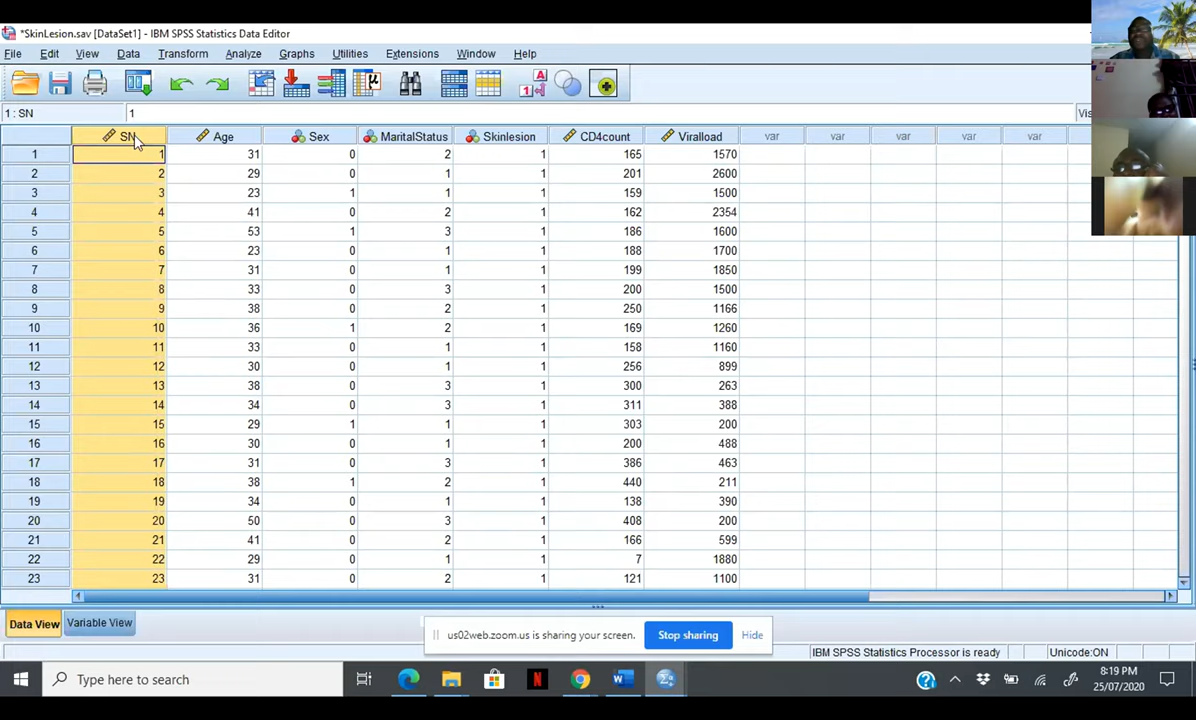 *SkinLesion.sav [DataSet1] - IBM SPSS Statistics Data Editor
File Edit View Data Transform Analyze Graphs Utilities Extensions Window Help
1 : SN 1
SN Age Sex MaritalStatus Skinlesion CD4count Viralload var var var var var
1 1 31 0 2 1 165 1570
2 2 29 0 1 1 201 2600
3 3 23 1 1 1 159 1500
4 4 41 0 2 1 162 2354
5 5 53 1 3 1 186 1600
6 6 23 0 1 1 188 1700
7 7 31 0 1 1 199 1850
8 8 33 0 3 1 200 1500
9 9 38 0 2 1 250 1166
10 10 36 1 2 1 169 1260
11 11 33 0 1 1 158 1160
12 12 30 0 1 1 256 899
13 13 38 0 3 1 300 263
14 14 34 0 3 1 311 388
15 15 29 1 1 1 303 200
16 16 30 0 1 1 200 488
17 17 31 0 3 1 386 463
18 18 38 1 2 1 440 211
19 19 34 0 1 1 138 390
20 20 50 0 3 1 408 200
21 21 41 0 2 1 166 599
22 22 29 0 1 1 7 1880
23 23 31 0 2 1 121 1100
Data View Variable View
us02web.zoom.us is sharing your screen. Stop sharing Hide
IBM SPSS Statistics Processor is ready Unicode:ON
Type here to search
8:19 PM
25/07/2020